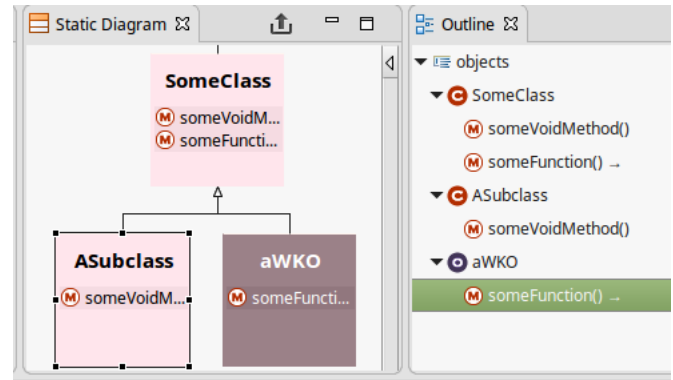 Static Diagram
SomeClass
M someVoidM...
M someFuncti...
ASubclass
M someVoidM...
aWKO
M someFuncti...
Outline
objects
C SomeClass
M someVoidMethod()
M someFunction() →
C ASubclass
M someVoidMethod()
O aWKO
M someFunction() →